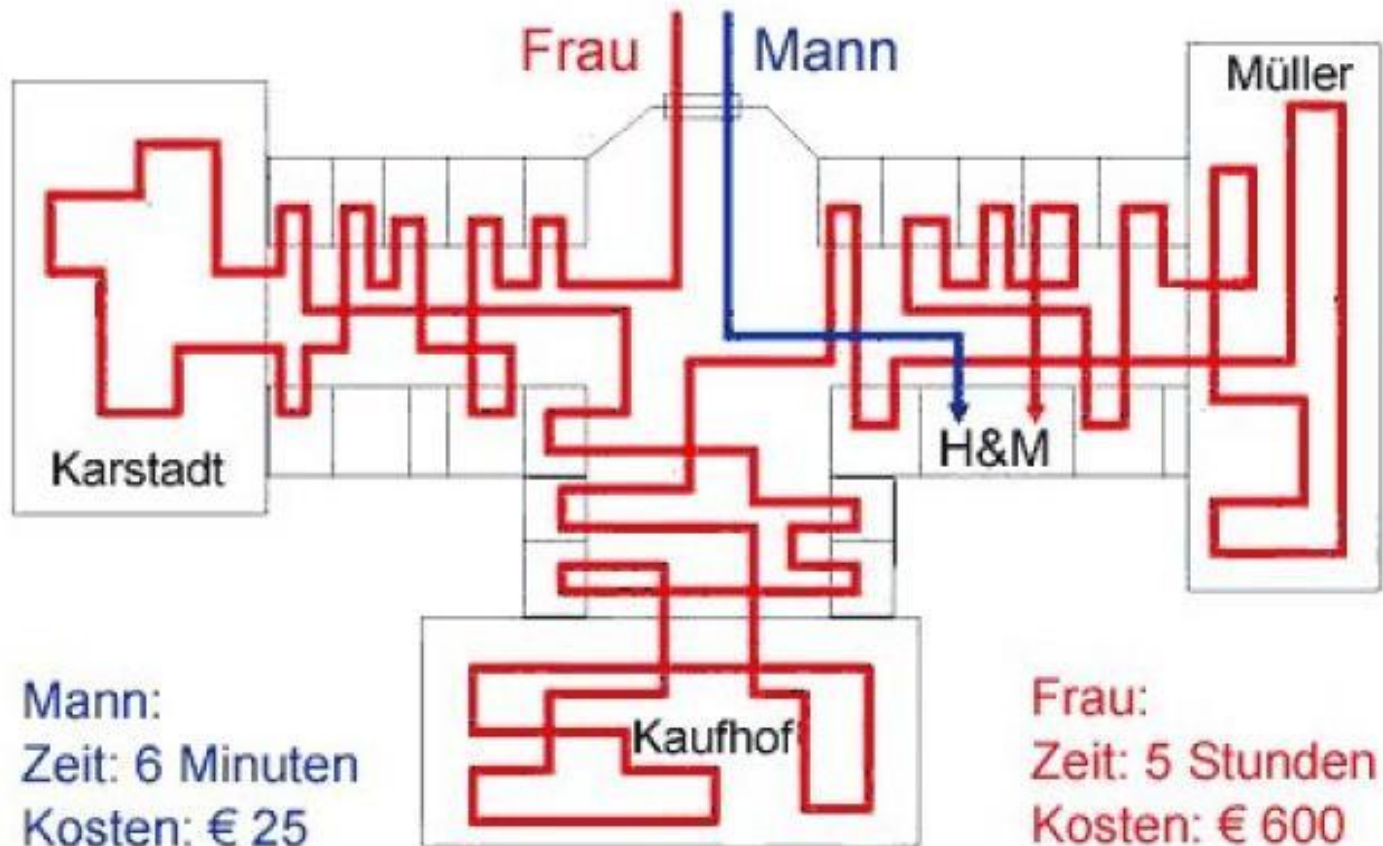 Frau
Mann
Müller
Karstadt
H&M
Kaufhof
Mann:
Zeit: 6 Minuten
Kosten: € 25
Frau:
Zeit: 5 Stunden
Kosten: € 600